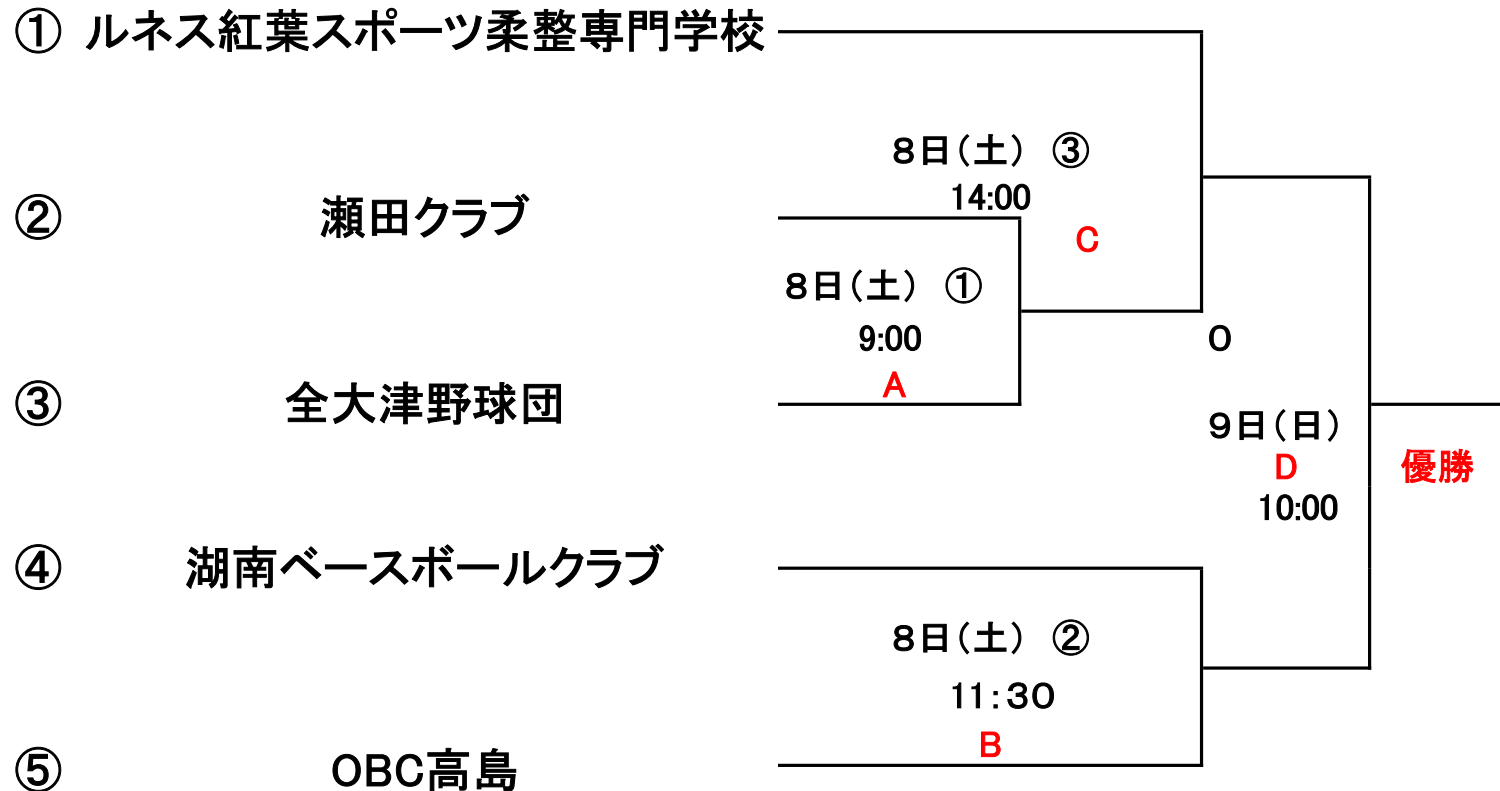 ① ルネス紅葉スポーツ柔整専門学校
8日(土) ③
14:00
② 瀬田クラブ
C
8日(土) ①
9:00
0
A
③ 全大津野球団
9日(日)
D
優勝
10:00
④ 湖南ベースボールクラブ
8日(土) ②
11:30
B
⑤ OBC高島